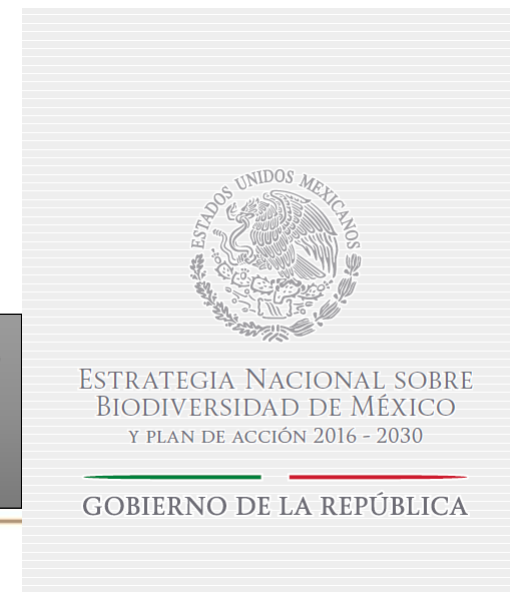 ESTADOS UNIDOS MEXICANOS
ESTRATEGIA NACIONAL SOBRE
BIODIVERSIDAD DE MÉXICO
Y PLAN DE ACCIÓN 2016 - 2030
GOBIERNO DE LA REPÚBLICA